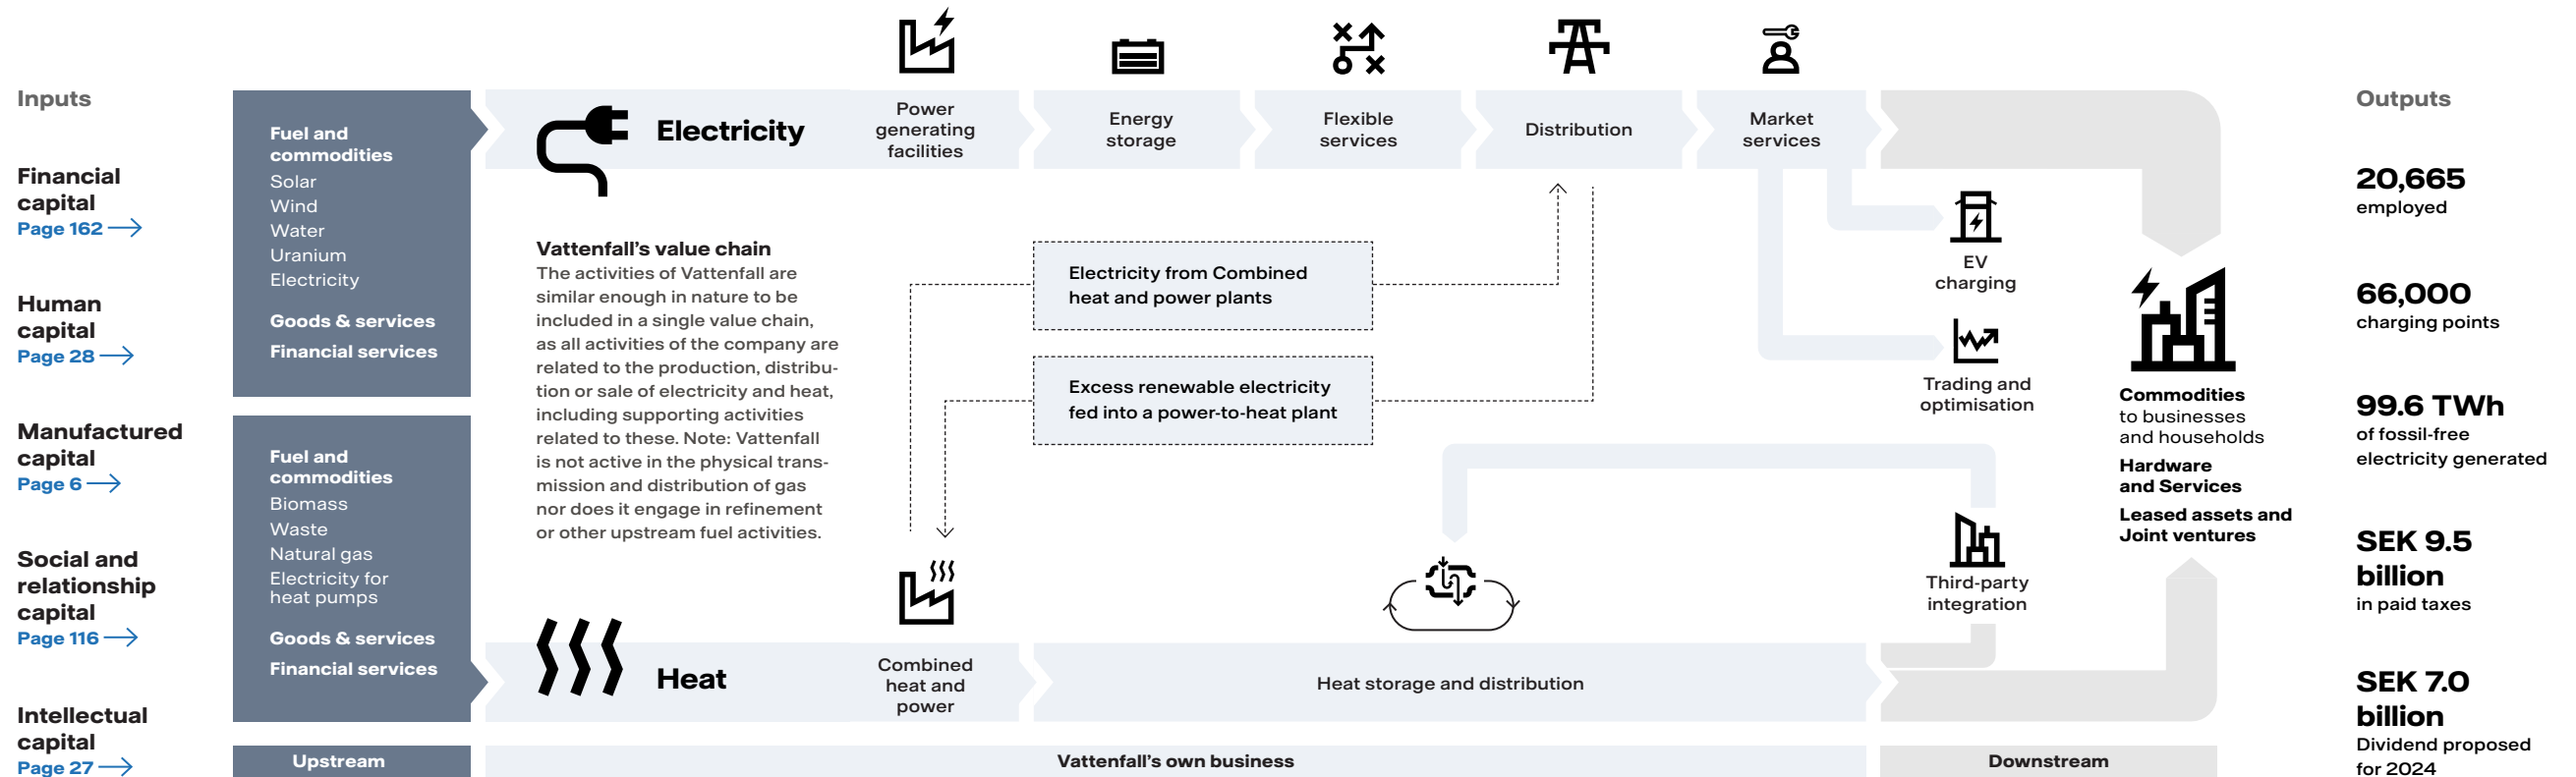 Inputs
Financial
capital
Page 162
Human
capital
Page 28
Manufactured
capital
Page 6
Social and
relationship
capital
Page 116
Intellectual
capital
Page 27
Fuel and
commodities
Solar
Wind
Water
Uranium
Electricity
Goods & services
Financial services
Fuel and
commodities
Biomass
Waste
Natural gas
Electricity for
heat pumps
Goods & services
Financial services
Upstream
Electricity
Power
generating
facilities
Energy
storage
Flexible
services
Distribution
Market
services
Vattenfall’s value chain
The activities of Vattenfall are
similar enough in nature to be
included in a single value chain,
as all activities of the company are
related to the production, distribu-
tion or sale of electricity and heat,
including supporting activities
related to these. Note: Vattenfall
is not active in the physical trans-
mission and distribution of gas
nor does it engage in refinement
or other upstream fuel activities.
Electricity from Combined
heat and power plants
Excess renewable electricity
fed into a power-to-heat plant
EV
charging
Trading and
optimisation
Third-party
integration
Heat
Combined
heat and
power
Heat storage and distribution
Vattenfall’s own business
Commodities
to businesses
and households
Hardware
and Services
Leased assets and
Joint ventures
Downstream
Outputs
20,665
employed
66,000
charging points
99.6 TWh
of fossil-free
electricity generated
SEK 9.5
billion
in paid taxes
SEK 7.0
billion
Dividend proposed
for 2024